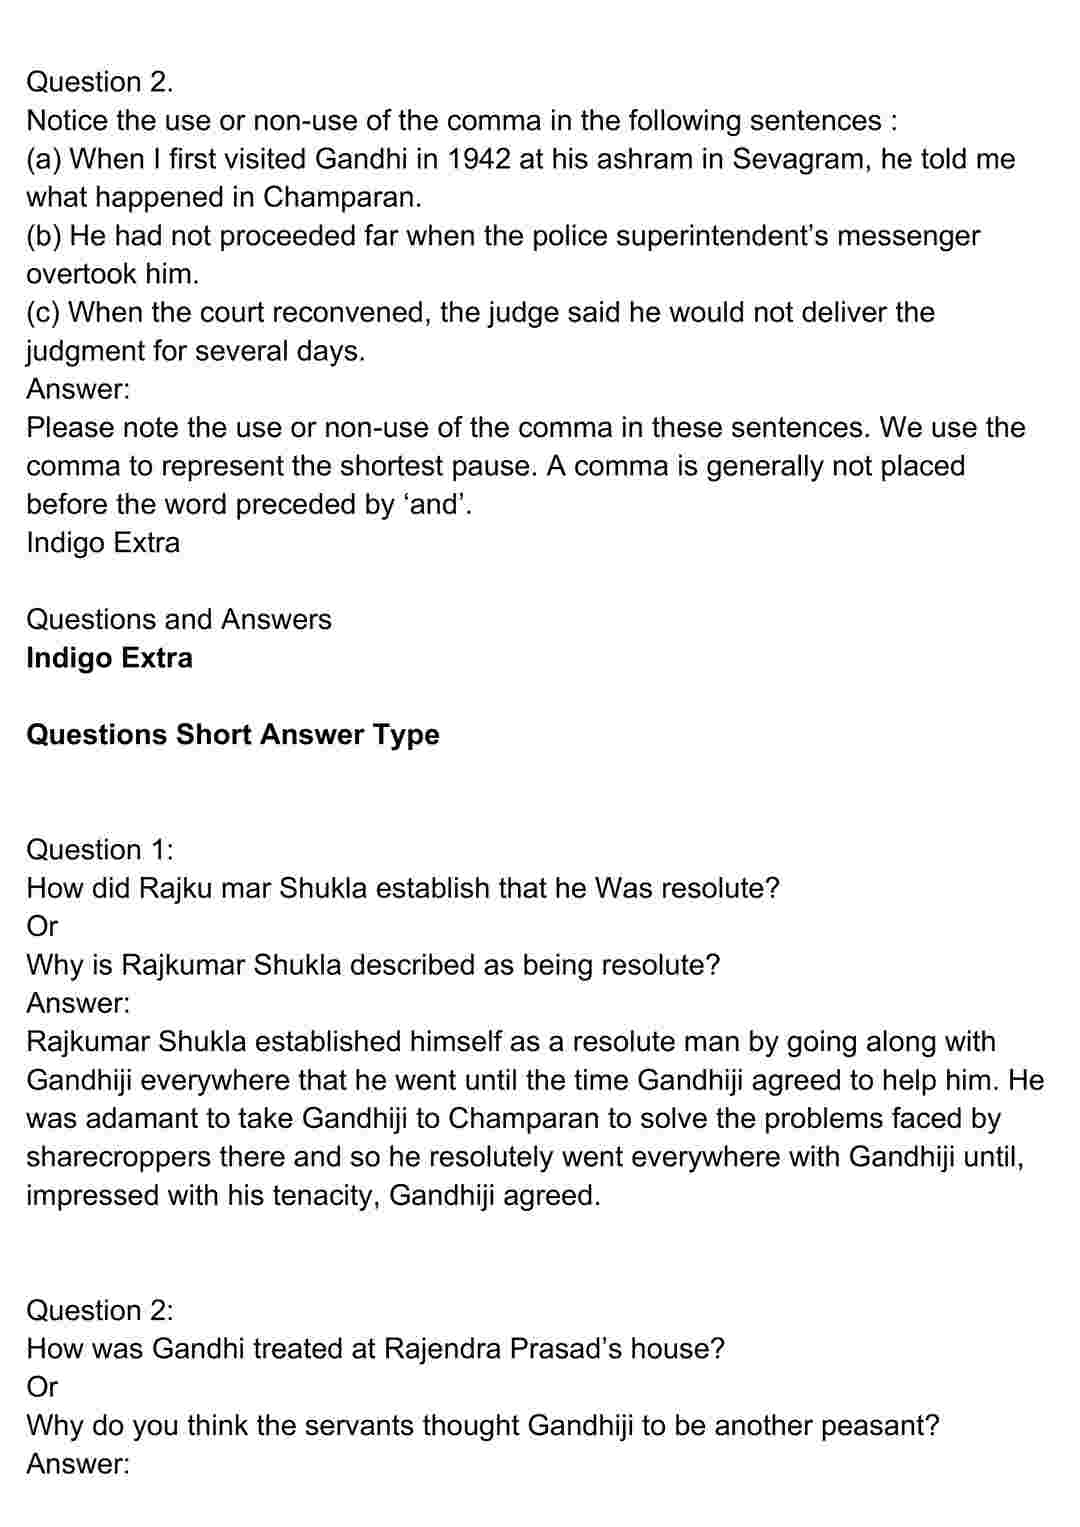 Question 2.
Notice the use or non-use of the comma in the following sentences :
(a) When I first visited Gandhi in 1942 at his ashram in Sevagram, he told me
what happened in Champaran.
(b) He had not proceeded far when the police superintendent’s messenger
overtook him.
(c) When the court reconvened, the judge said he would not deliver the
judgment for several days.
Answer:
Please note the use or non-use of the comma in these sentences. We use the
comma to represent the shortest pause. A comma is generally not placed
before the word preceded by ‘and’.
Indigo Extra
Questions and Answers
Indigo Extra
Questions Short Answer Type
Question 1:
How did Rajku mar Shukla establish that he Was resolute?
Or
Why is Rajkumar Shukla described as being resolute?
Answer:
Rajkumar Shukla established himself as a resolute man by going along with
Gandhiji everywhere that he went until the time Gandhiji agreed to help him. He
was adamant to take Gandhiji to Champaran to solve the problems faced by
sharecroppers there and so he resolutely went everywhere with Gandhiji until,
impressed with his tenacity, Gandhiji agreed.
Question 2:
How was Gandhi treated at Rajendra Prasad’s house?
Or
Why do you think the servants thought Gandhiji to be another peasant?
Answer: